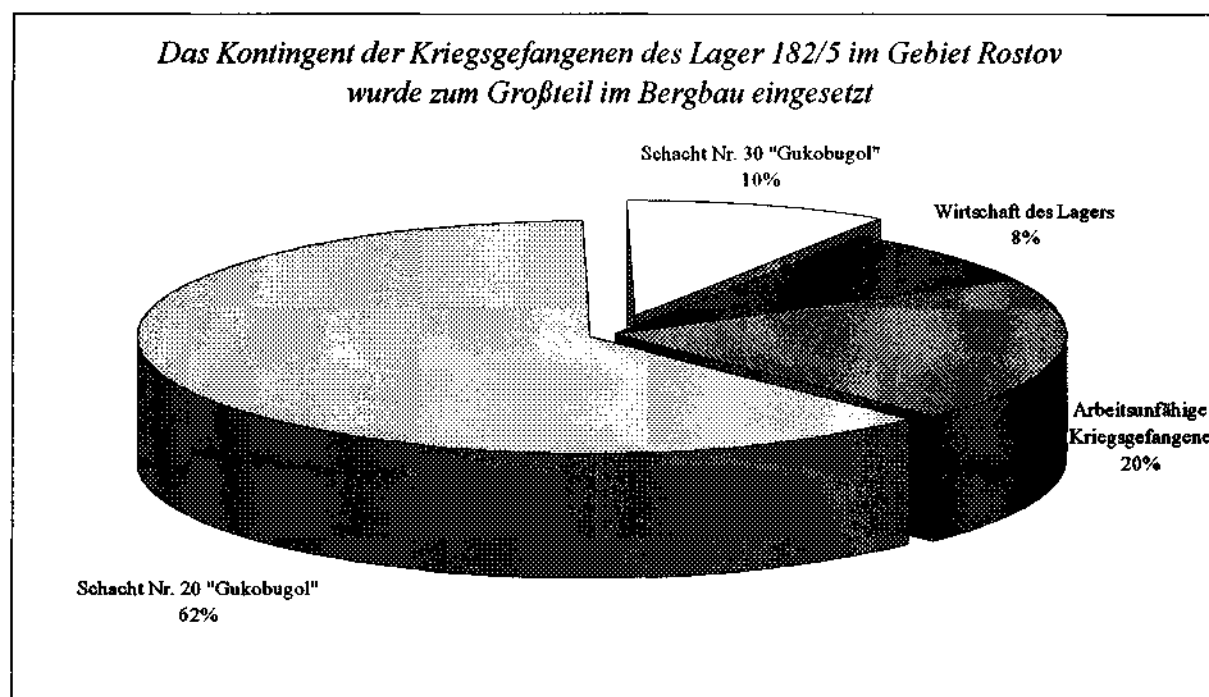 Das Kontingent der Kriegsgefangenen des Lager 182/5 im Gebiet Rostov
wurde zum Großteil im Bergbau eingesetzt
Schacht Nr. 30 "Gukobugol"
10%
Wirtschaft des Lagers
8%
Arbeitsunfähige
Kriegsgefangene
20%
Schacht Nr. 20 "Gukobugol"
62%